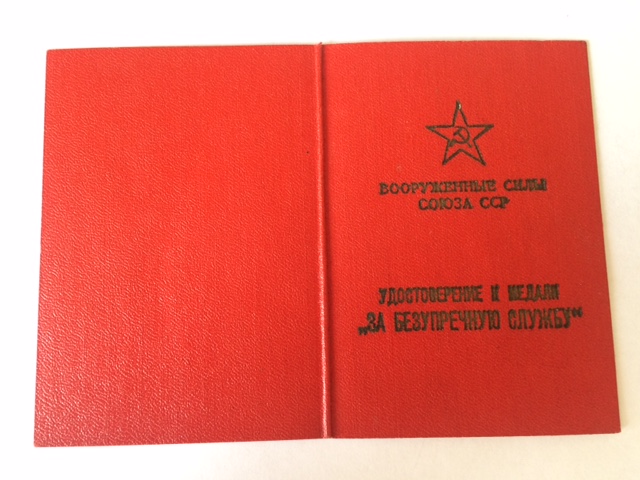 ВООРУЖЕННЫЕ СИЛЫ
СОЮЗА ССР
УДОСТОВЕРЕНИЕ К МЕДАЛИ
„ЗА БЕЗУПРЕЧНУЮ СЛУЖБУ“